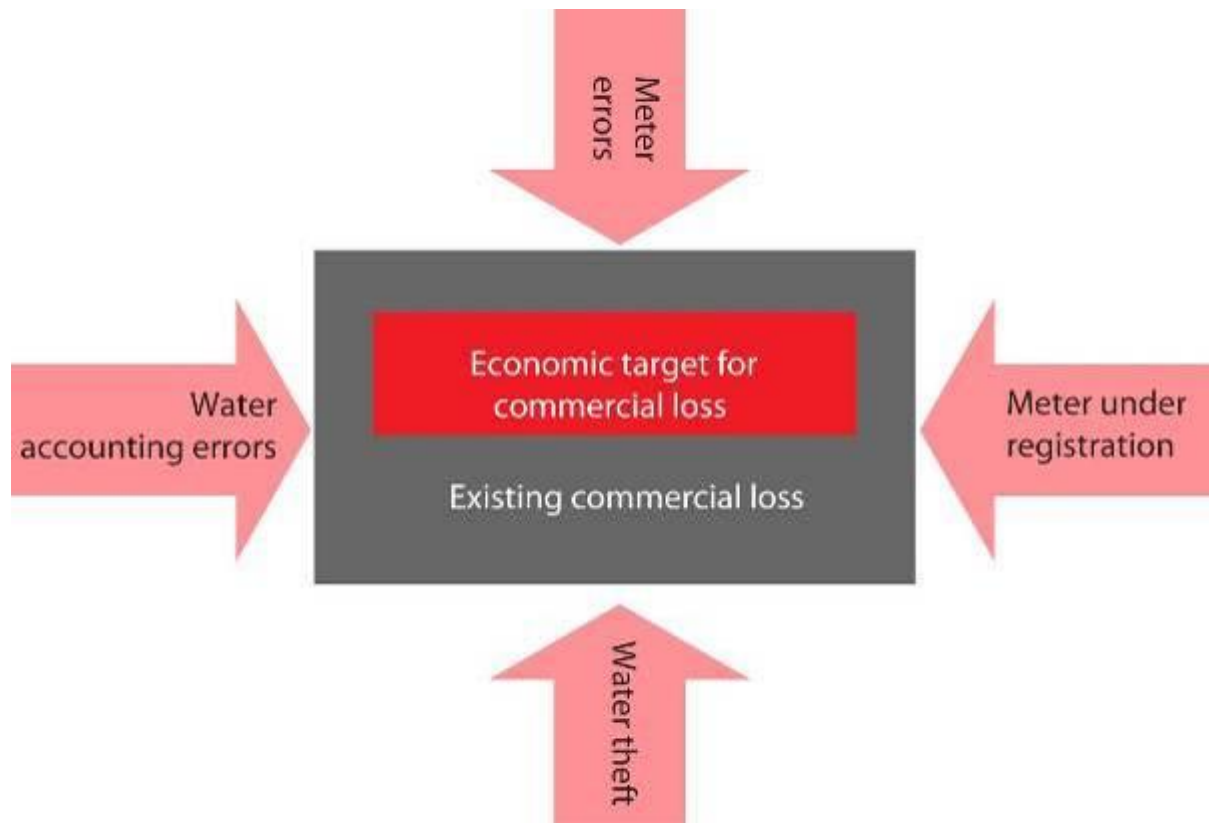 Meter
errors
Economic target for
commercial loss
Water
accounting errors
Meter under
registration
Existing commercial loss
Water theft